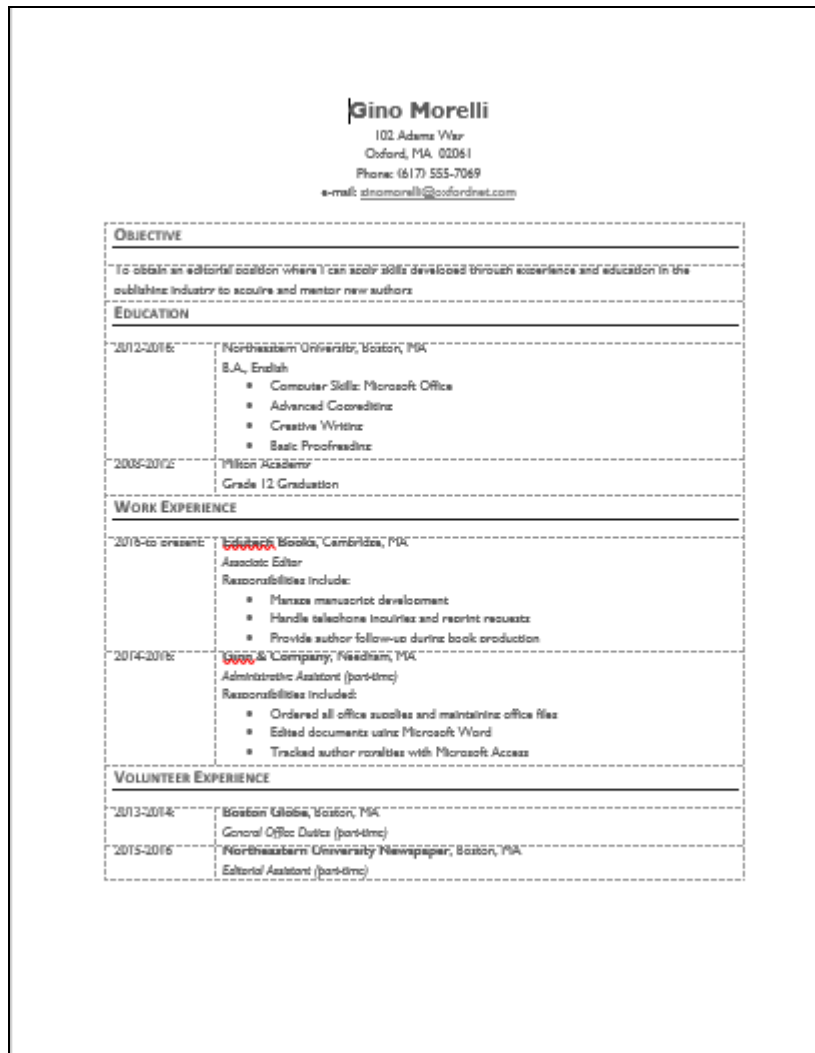 Gino Morelli
102 Adams Way
Oxford, MA 02061
Phone: (617) 555-7069
e-mail: ginomorelli@oxfordnet.com
OBJECTIVE
To obtain an editorial position where I can apply skills developed through experience and education in the
publishing industry to acquire and mentor new authors
EDUCATION
2012-2016: Northeastern University, Boston, MA
B.A., English
• Computer Skills: Microsoft Office
• Advanced Copyediting
• Creative Writing
• Basic Proofreading
2008-2012: Milton Academy
Grade 12 Graduation
WORK EXPERIENCE
2016-to present: Edutech Books, Cambridge, MA
Associate Editor
Responsibilities include:
• Manage manuscript development
• Handle telephone inquiries and reprint requests
• Provide author follow-up during book production
2014-2016: Ginn & Company, Needham, MA
Administrative Assistant (part-time)
Responsibilities included:
• Ordered all office supplies and maintaining office files
• Edited documents using Microsoft Word
• Tracked author royalties with Microsoft Access
VOLUNTEER EXPERIENCE
2013-2014: Boston Globe, Boston, MA
General Office Duties (part-time)
2015-2016 Northeastern University Newspaper, Boston, MA
Editorial Assistant (part-time)